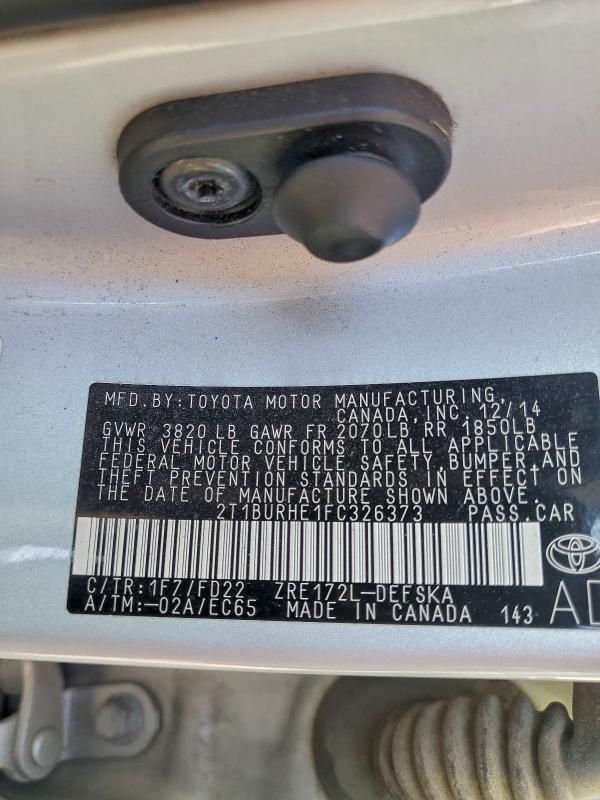 MFD. BY: TOYOTA MOTOR MANUFACTURING,
CANADA, INC. 12/14
GVWR 3820 LB GAWR FR 2070 LB, RR 1850LB
THIS VEHICLE CONFORMS TO ALL APPLICABLE
FEDERAL MOTOR VEHICLE SAFETY, BUMPER, AND
THEFT PREVENTION STANDARDS IN EFFECT ON
THE DATE OF MANUFACTURE SHOWN ABOVE.
2T1BURHE1FC326373 PASS. CAR
C/TR: 1F7/FD22 ZRE172L-DEFSKA
A/TM: -02A/EC65 MADE IN CANADA 143